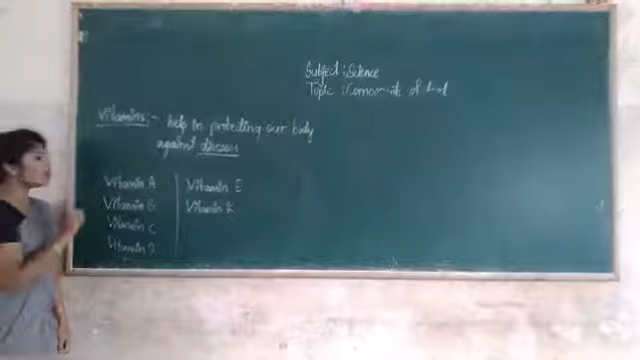 Subject : Science
Topic : Components of food
Vitamins :- help in protecting our body
against diseases
Vitamin A
Vitamin B
Vitamin C
Vitamin D
Vitamin E
Vitamin K